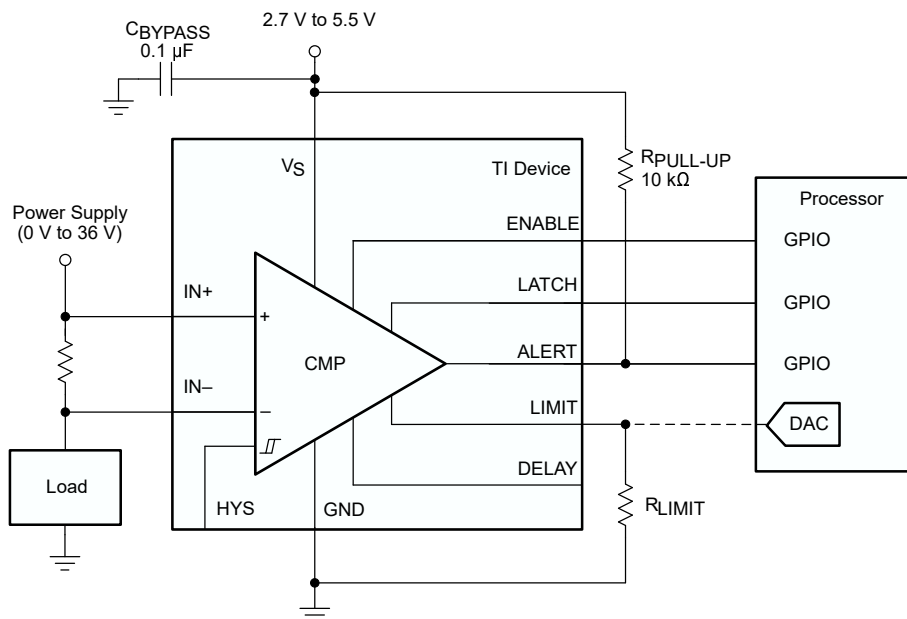 2.7 V to 5.5 V
CBYPASS
0.1 µF
VS
TI Device
RPULL-UP
10 kΩ
Processor
Power Supply
(0 V to 36 V)
ENABLE
GPIO
IN+
LATCH
GPIO
+
CMP
ALERT
GPIO
IN–
–
LIMIT
DAC
DELAY
Load
HYS
GND
RLIMIT